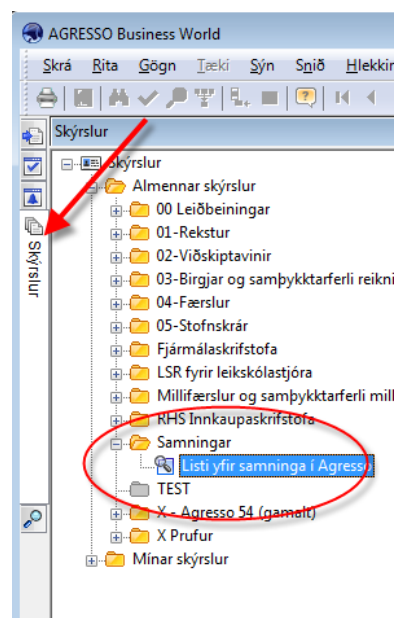 AGRESSO Business World
Skrá Rita Gögn Tæki Sýn Snið Hlekkir
Skýrslur
Skýrslur
Skýrslur
Almennar skýrslur
00 Leiðbeiningar
01-Rekstur
02-Viðskiptavinir
03-Birgjar og samþykktarferli reikni
04-Færslur
05-Stofnskrár
Fjármálaskrifstofa
LSR fyrir leikskólastjóra
Millifærslur og samþykktarferli mill
RHS Innkaupaskrifstofa
Samningar
Listi yfir samninga í Agresso
TEST
X - Agresso 54 (gamalt)
X Prufur
Mínar skýrslur